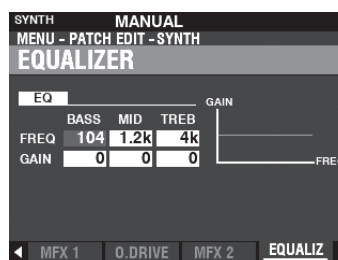 SYNTH MANUAL
MENU - PATCH EDIT - SYNTH
EQUALIZER
EQ
GAIN
BASS MID TREB
FREQ 104 1.2k 4k
GAIN 0 0 0
FRE
MFX 1 O.DRIVE MFX 2 EQUALIZ